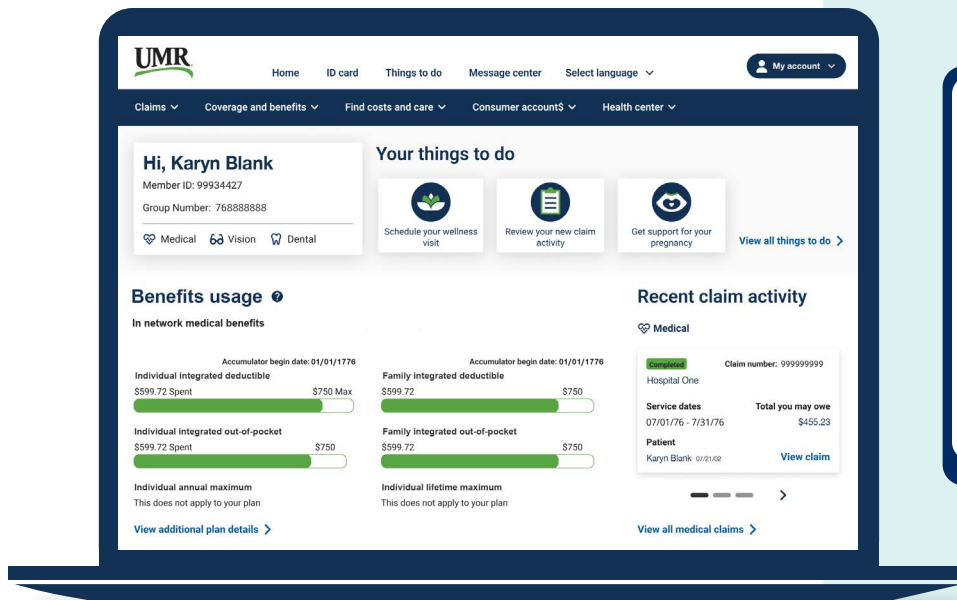 UMR
Home ID card Things to do Message center Select language
My account
Claims Coverage and benefits Find costs and care Consumer account$ Health center
Hi, Karyn Blank
Member ID: 99934427
Group Number: 768888888
Medical Vision Dental
Your things to do
Schedule your wellness
visit
Review your new claim
activity
Get support for your
pregnancy
View all things to do
Benefits usage ?
In network medical benefits
Accumulator begin date: 01/01/1776
Individual integrated deductible
$599.72 Spent $750 Max
Individual integrated out-of-pocket
$599.72 Spent $750
Individual annual maximum
This does not apply to your plan
View additional plan details
Accumulator begin date: 01/01/1776
Family integrated deductible
$599.72 $750
Family integrated out-of-pocket
$599.72 $750
Individual lifetime maximum
This does not apply to your plan
Recent claim activity
Medical
Completed Claim number: 999999999
Hospital One
Service dates Total you may owe
07/01/76 - 7/31/76 $455.23
Patient
Karyn Blank 07/21/02 View claim
View all medical claims